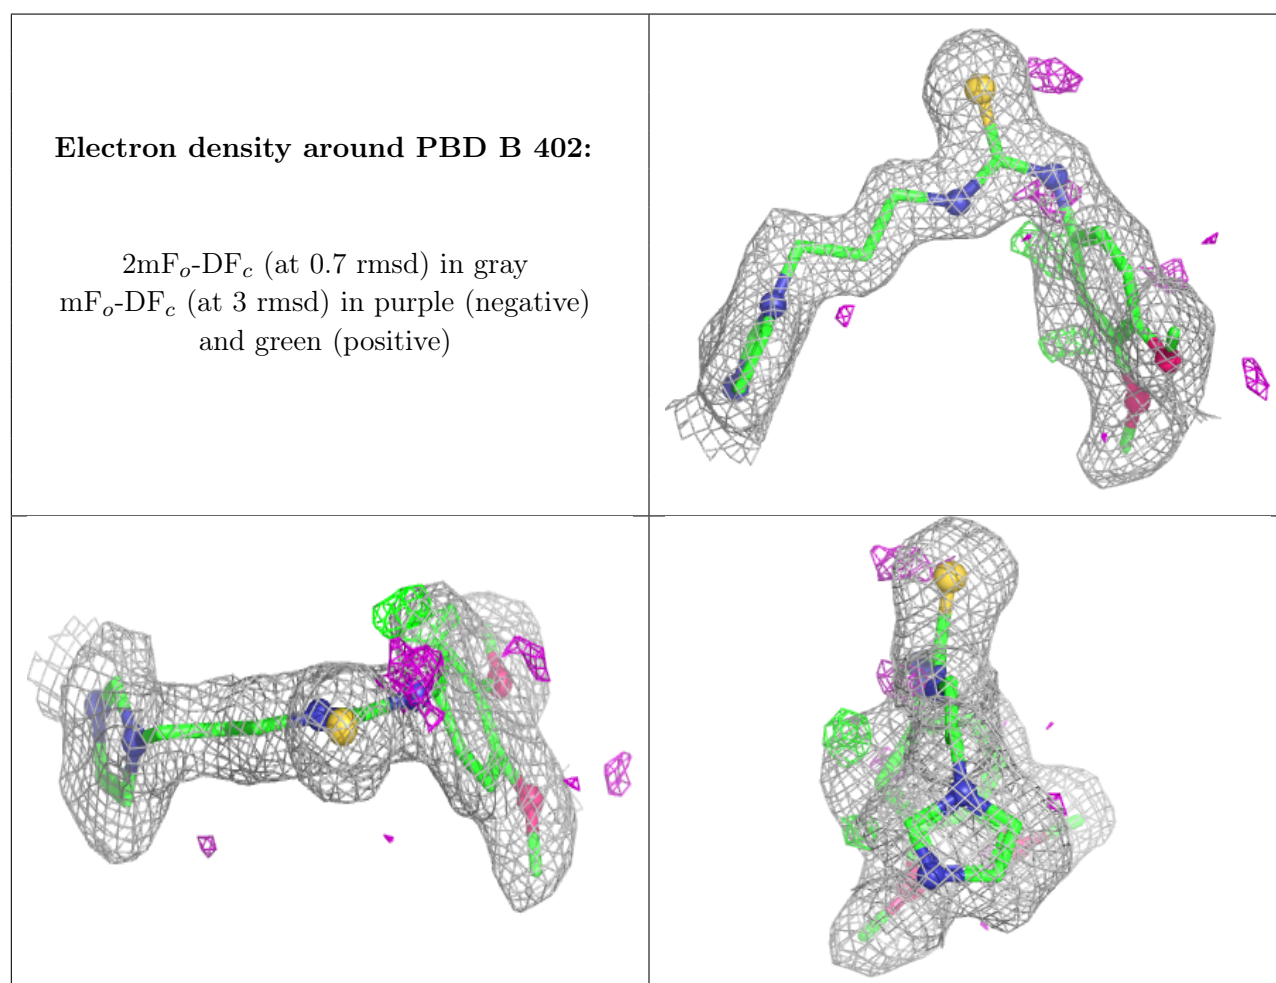 Electron density around PBD B 402:
2mFo-DFc (at 0.7 rmsd) in gray
mFo-DFc (at 3 rmsd) in purple (negative)
and green (positive)